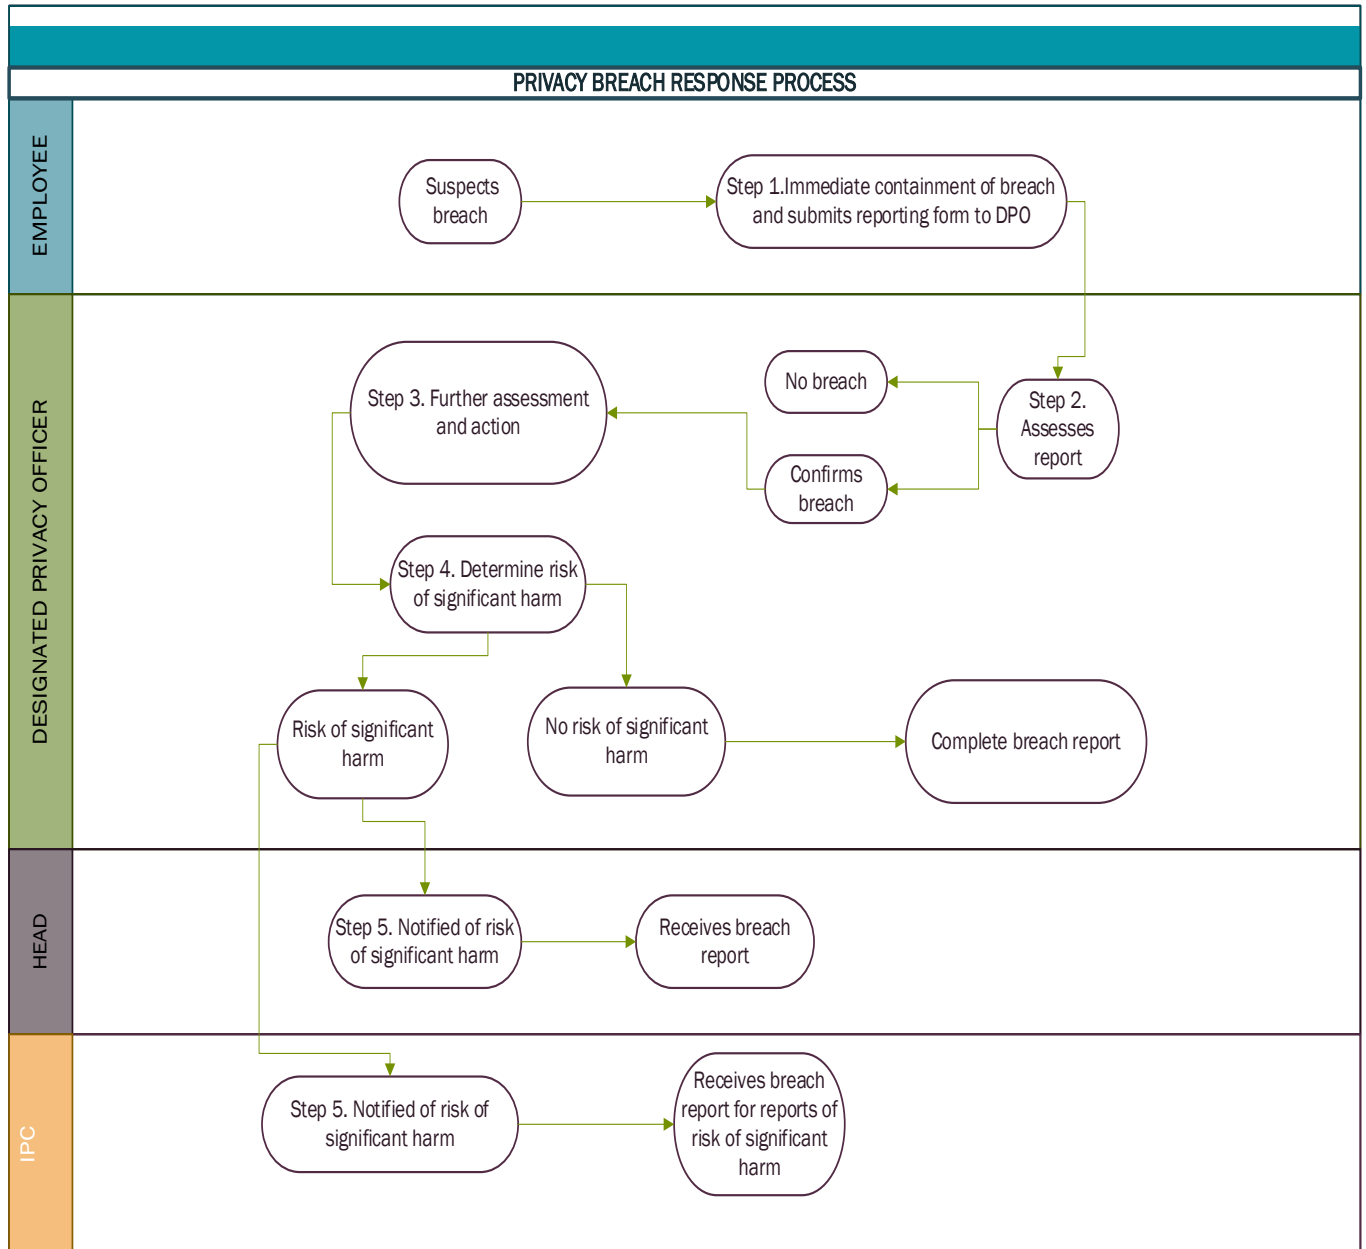 PRIVACY BREACH RESPONSE PROCESS
EMPLOYEE
Suspects
breach
Step 1.Immediate containment of breach
and submits reporting form to DPO
DESIGNATED PRIVACY OFFICER
Step 2.
Assesses
report
No breach
Confirms
breach
Step 3. Further assessment
and action
Step 4. Determine risk
of significant harm
Risk of significant
harm
No risk of significant
harm
Complete breach report
HEAD
Step 5. Notified of risk
of significant harm
Receives breach
report
IPC
Step 5. Notified of risk of
significant harm
Receives breach
report for reports of
risk of significant
harm